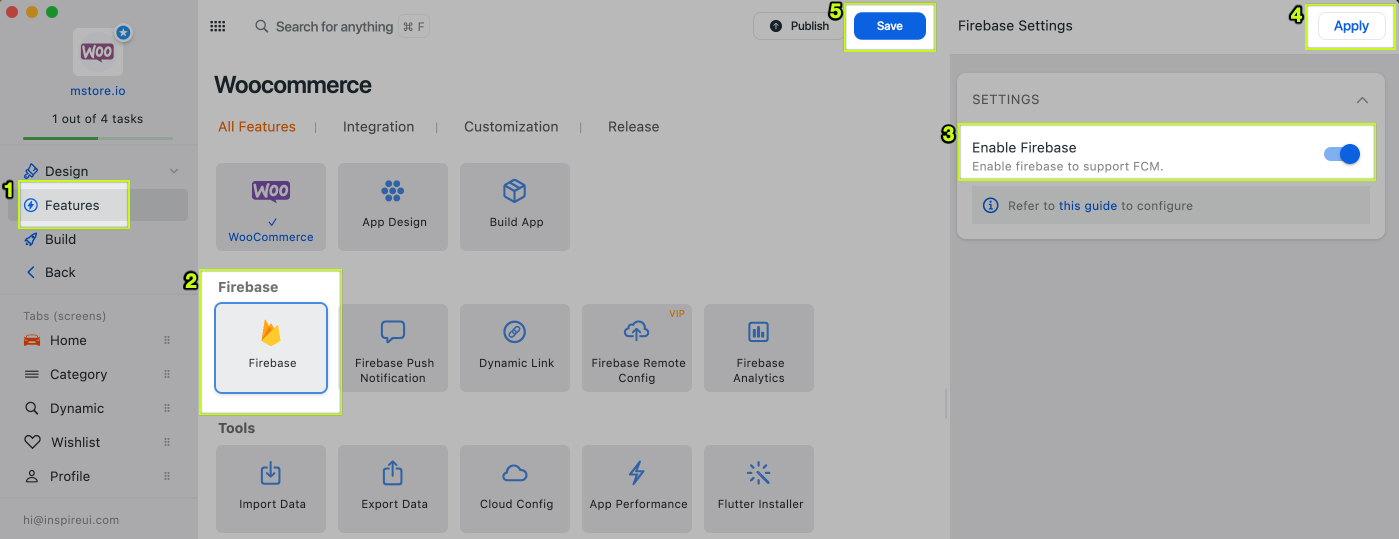 WOO
mstore.io
1 out of 4 tasks
Design
1
Features
Build
Back
Tabs (screens)
Home
Category
Dynamic
Wishlist
Profile
hi@inspireui.com
Search for anything ⌘ F
Publish
5
Save
Woocommerce
All Features | Integration | Customization | Release
WOO
WooCommerce
App Design
Build App
2
Firebase
Firebase
Firebase Push
Notification
Dynamic Link
VIP
Firebase Remote
Config
Firebase
Analytics
Tools
Import Data
Export Data
Cloud Config
App Performance
Flutter Installer
Firebase Settings
4
Apply
SETTINGS
3
Enable Firebase
Enable firebase to support FCM.
Refer to this guide to configure